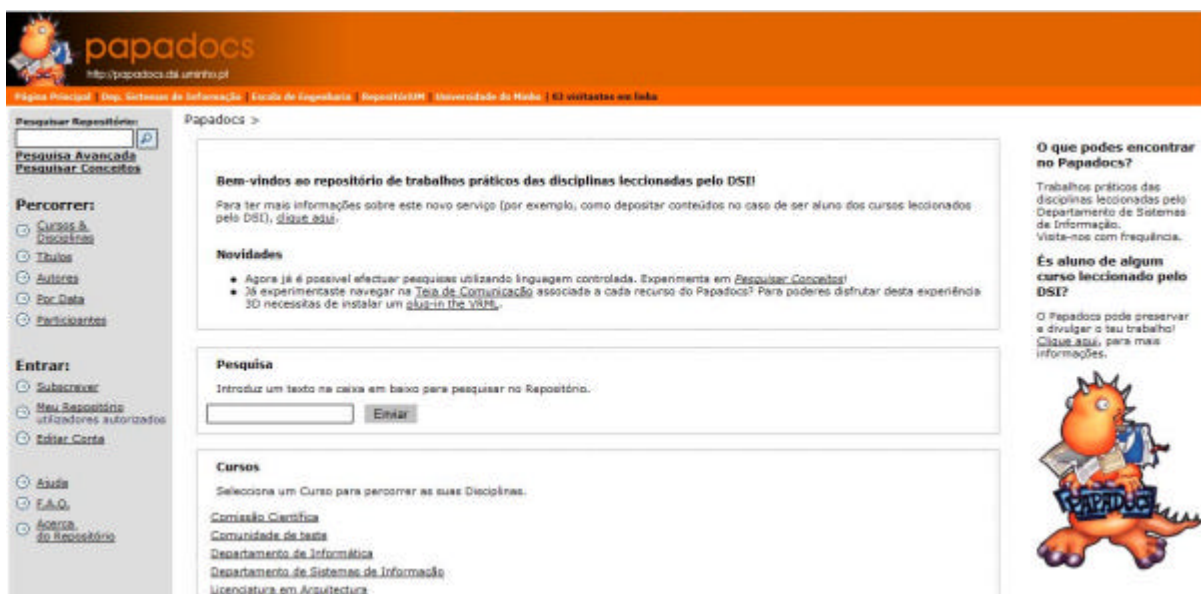 papadocs
http://papadocs.dsi.uminho.pt
Página Principal | Dep. Sistemas de Informação | Escola de Engenharia | RepositóriUM | Universidade do Minho | 63 visitantes em linha
Pesquisar Repositório:
Pesquisa Avançada
Pesquisar Conceitos
Percorrer:
Cursos &
Disciplinas
Títulos
Autores
Por Data
Participantes
Entrar:
Subscrever
Meu Repositório
utilizadores autorizados
Editar Conta
Ajuda
F.A.Q.
Acerca
do Repositório
Papadocs >
Bem-vindos ao repositório de trabalhos práticos das disciplinas leccionadas pelo DSI!
Para ter mais informações sobre este novo serviço (por exemplo, como depositar conteúdos no caso de ser aluno dos cursos leccionados
pelo DSI), clique aqui.
Novidades
Agora já é possivel efectuar pesquisas utilizando linguagem controlada. Experimenta em Pesquisar Conceitos!
Já experimentaste navegar na Teia de Comunicação associada a cada recurso do Papadocs? Para poderes disfrutar desta experiência
3D necessitas de instalar um plug-in the VRML.
Pesquisa
Introduz um texto na caixa em baixo para pesquisar no Repositório.
Enviar
Cursos
Selecciona um Curso para percorrer as suas Disciplinas.
Comissão Científica
Comunidade de teste
Departamento de Informática
Departamento de Sistemas de Informação
Licenciatura em Arquitectura
O que podes encontrar
no Papadocs?
Trabalhos práticos das
disciplinas leccionadas pelo
Departamento de Sistemas
de Informação.
Visite-nos com frequência.
És aluno de algum
curso leccionado pelo
DSI?
O Papadocs pode preservar
e divulgar o teu trabalho!
Clique aqui, para mais
informações.
PAPADOCS